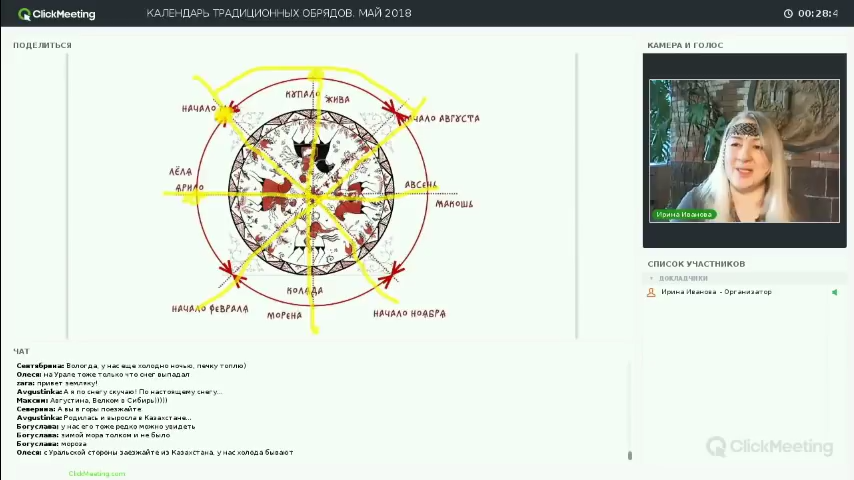 ClickMeeting
КАЛЕНДАРЬ ТРАДИЦИОННЫХ ОБРЯДОВ. МАЙ 2018
00:28:4
ПОДЕЛИТЬСЯ
КАМЕРА И ГОЛОС
КУПАЛО
ЖИВА
НАЧАЛО
ЧАЛО АВГУСТА
ЛЁЛА
ЯРИЛО
АВСЕНЬ
МАКОШЬ
КОЛЯДА
НАЧАЛО ФЕВРАЛЯ
МОРЕНА
НАЧАЛО НОЯБРЯ
Ирина Иванова
СПИСОК УЧАСТНИКОВ
ДОКЛАДЧИКИ
Ирина Иванова - Организатор
ЧАТ
Сентябрина: Вологда, у нас еще холодно ночью, печку топлю)
Олеся: на Урале тоже только что снег выпадал
zara: привет земляку!
Avgustinka: А я по снегу скучаю! По настоящему снегу...
Максим: Августина, Велком в Сибирь!))))
Северина: А вы в горы поезжайте
Avgustinka: Родилась и выросла в Казахстане...
Богуслава: у нас его тоже редко можно увидеть
Богуслава: зимой мора толком и не было
Богуслава: мороза
Олеся: с Уральской стороны заезжайте из Казахстана, у нас холода бывают
ClickMeeting
ClickMeeting.com